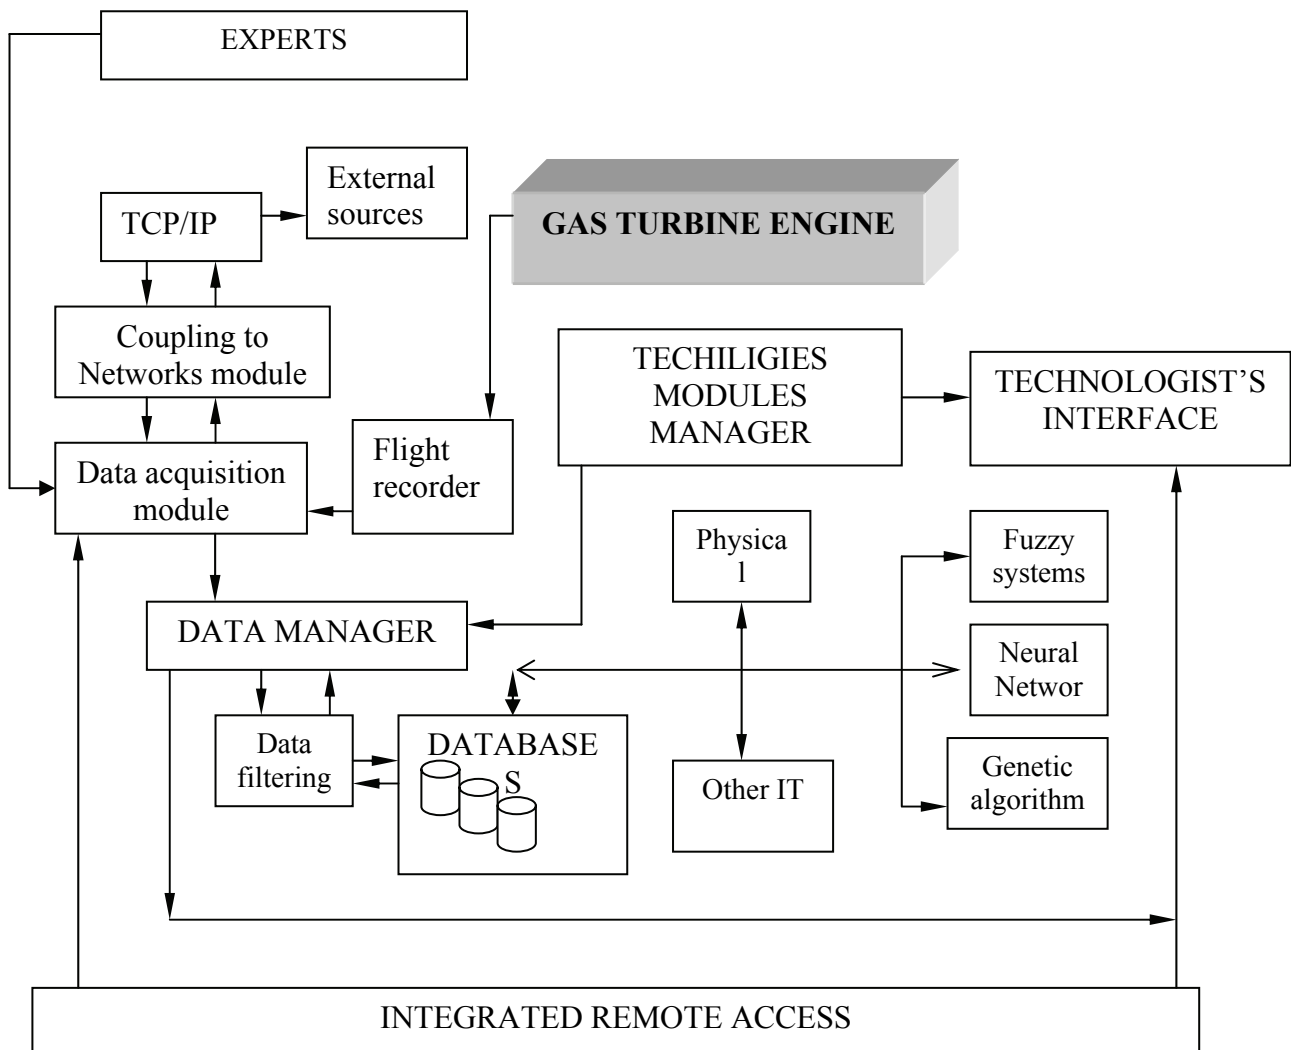 EXPERTS
External
sources
TCP/IP
GAS TURBINE ENGINE
Coupling to
Networks module
TECHILIGIES
MODULES
MANAGER
TECHNOLOGIST’S
INTERFACE
Data acquisition
module
Flight
recorder
Physica
l
Fuzzy
systems
DATA MANAGER
Neural
Networ
Data
filtering
DATABASE
S
Other IT
Genetic
algorithm
INTEGRATED REMOTE ACCESS